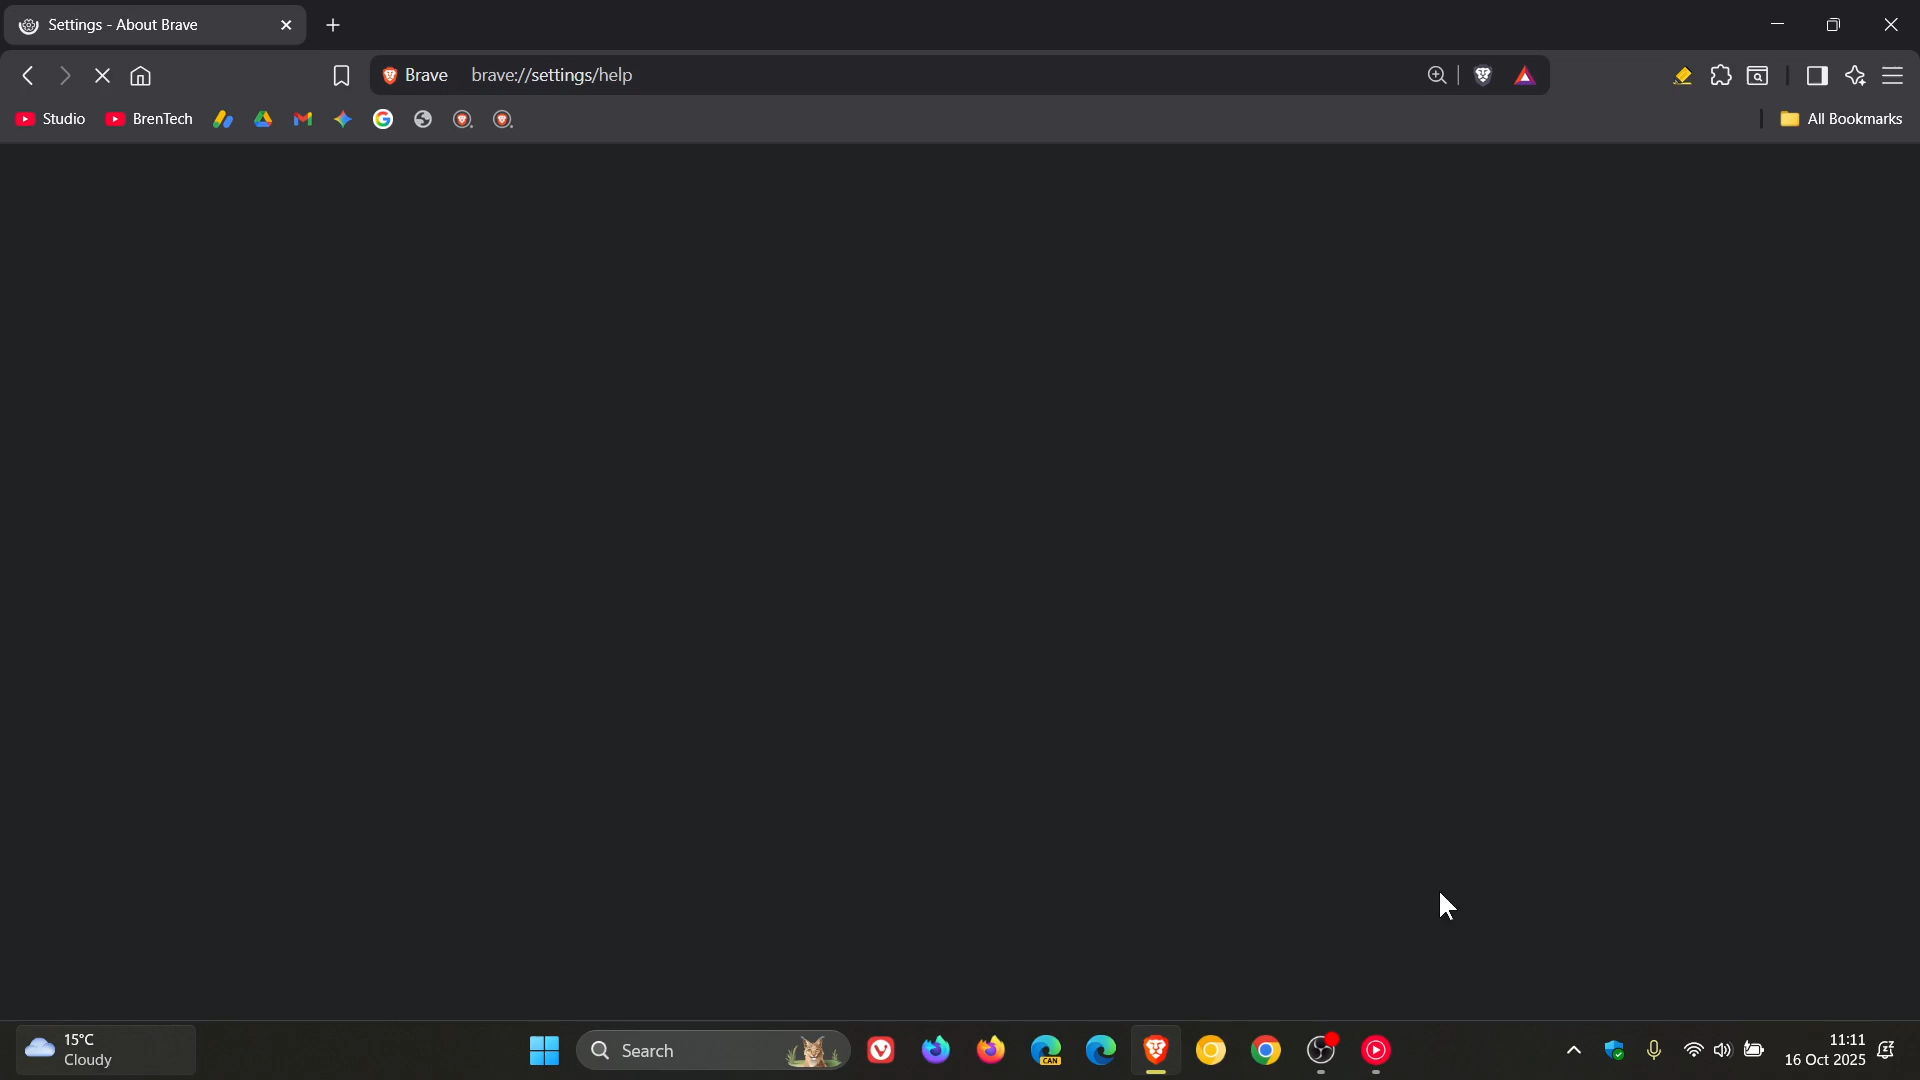 Settings - About Brave
Brave brave://settings/help
Studio BrenTech All Bookmarks
15°C
Cloudy
Search
CAN
11:11
16 Oct 2025